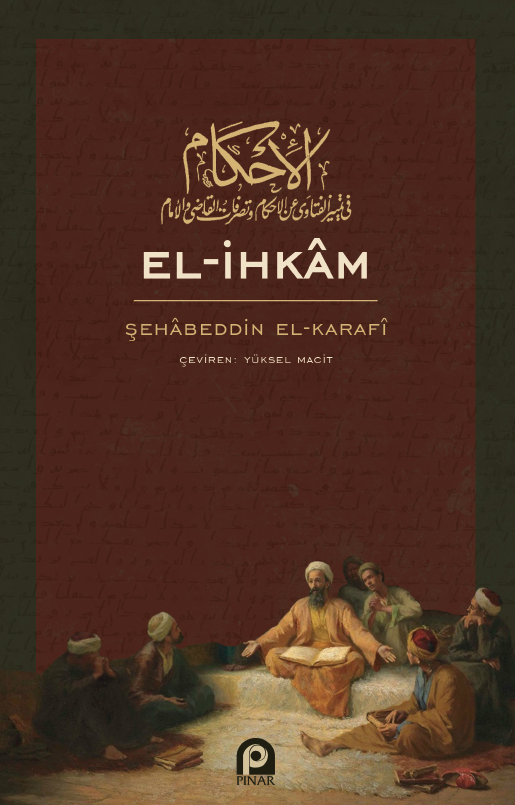 الأحكام
في تمييز الفتاوى عن الأحكام وتصرفات القاضي والإمام
EL-İHKÂM
ŞEHÂBEDDİN EL-KARAFÎ
ÇEVİREN: YÜKSEL MACİT
PINAR